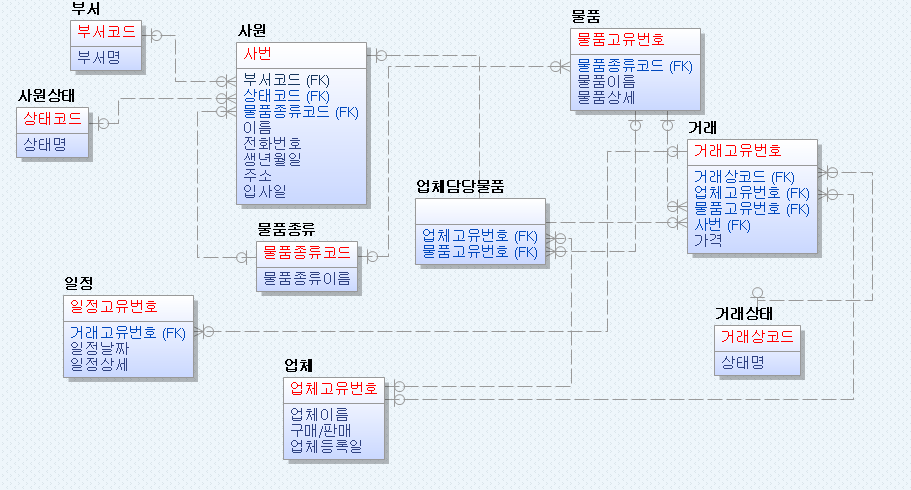 부서
부서코드
부서명
사원상태
상태코드
상태명
사원
사번
부서코드 (FK)
상태코드 (FK)
물품종류코드 (FK)
이름
전화번호
생년월일
주소
입사일
물품
물품고유번호
물품종류코드 (FK)
물품이름
물품상세
거래
거래고유번호
거래상코드 (FK)
업체고유번호 (FK)
물품고유번호 (FK)
사번 (FK)
가격
업체담당물품
업체고유번호 (FK)
물품고유번호 (FK)
물품종류
물품종류코드
물품종류이름
일정
일정고유번호
거래고유번호 (FK)
일정날짜
일정상세
거래상태
거래상코드
상태명
업체
업체고유번호
업체이름
구매/판매
업체등록일